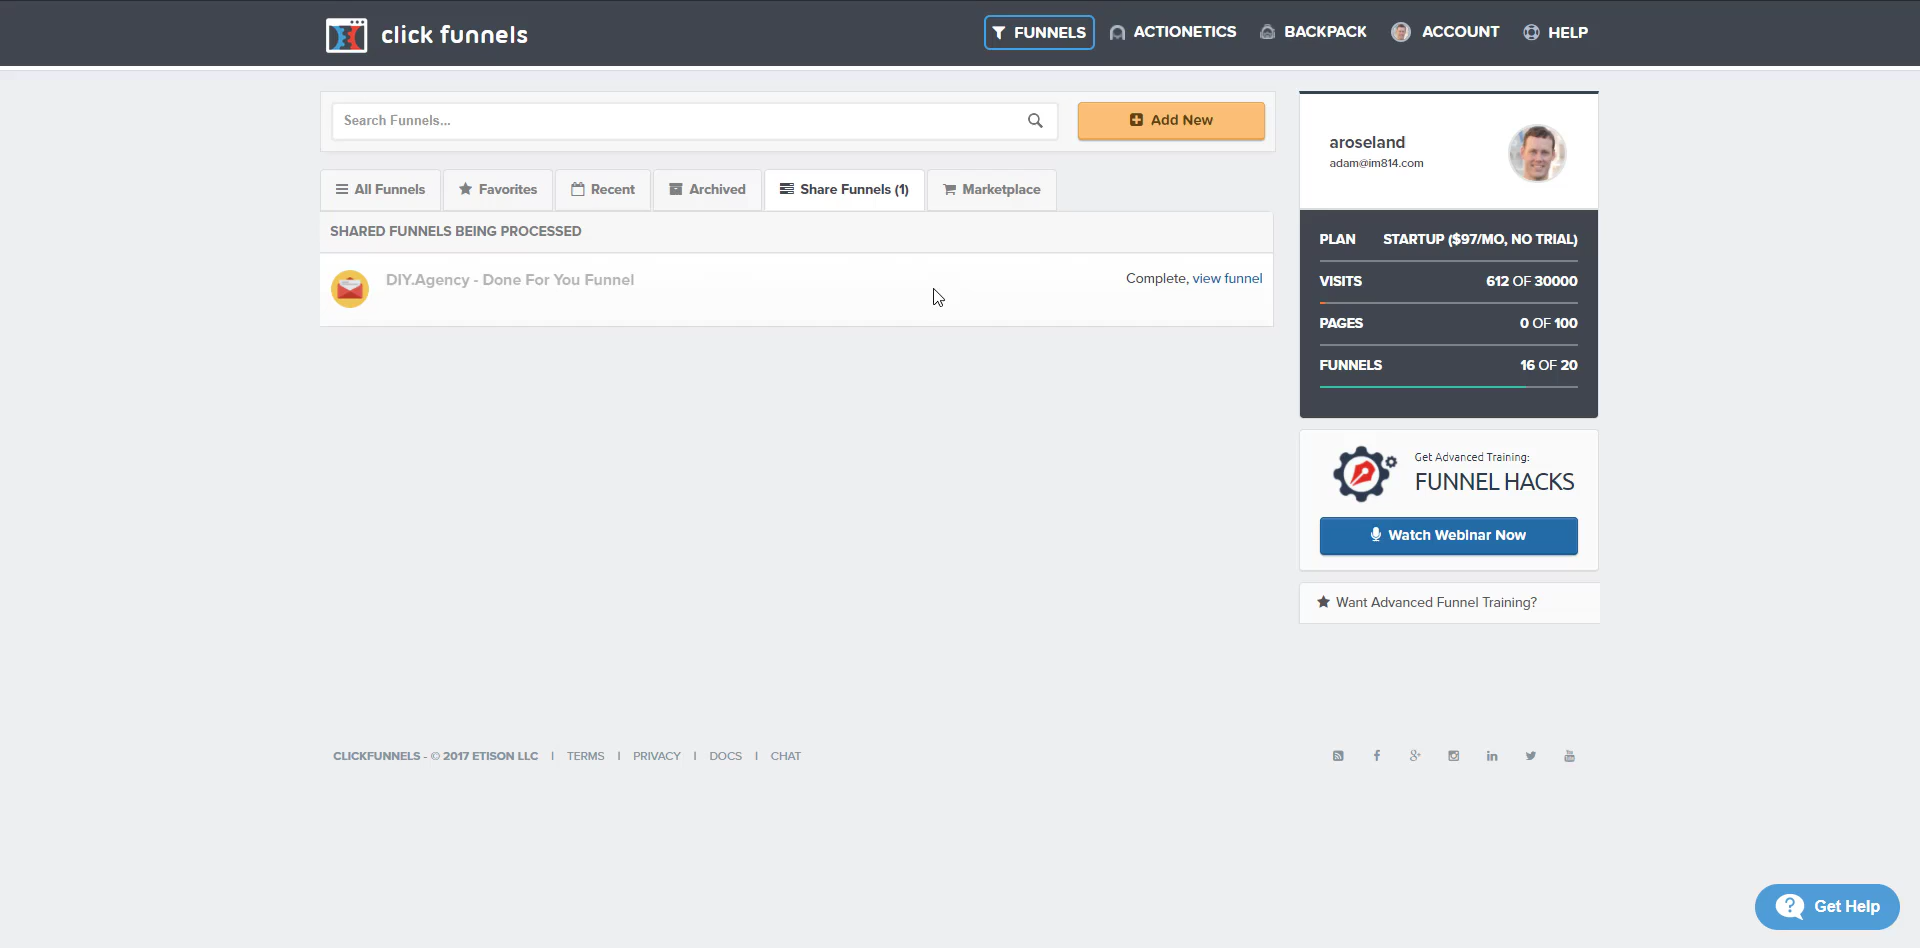 click funnels
FUNNELS
ACTIONETICS
BACKPACK
ACCOUNT
HELP
Search Funnels...
Add New
All Funnels
Favorites
Recent
Archived
Share Funnels (1)
Marketplace
SHARED FUNNELS BEING PROCESSED
DIY.Agency - Done For You Funnel
Complete, view funnel
aroseland
adam@im814.com
PLAN STARTUP ($97/MO, NO TRIAL)
VISITS 612 OF 30000
PAGES 0 OF 100
FUNNELS 16 OF 20
Get Advanced Training:
FUNNEL HACKS
Watch Webinar Now
Want Advanced Funnel Training?
CLICKFUNNELS - © 2017 ETISON LLC | TERMS | PRIVACY | DOCS | CHAT
Get Help